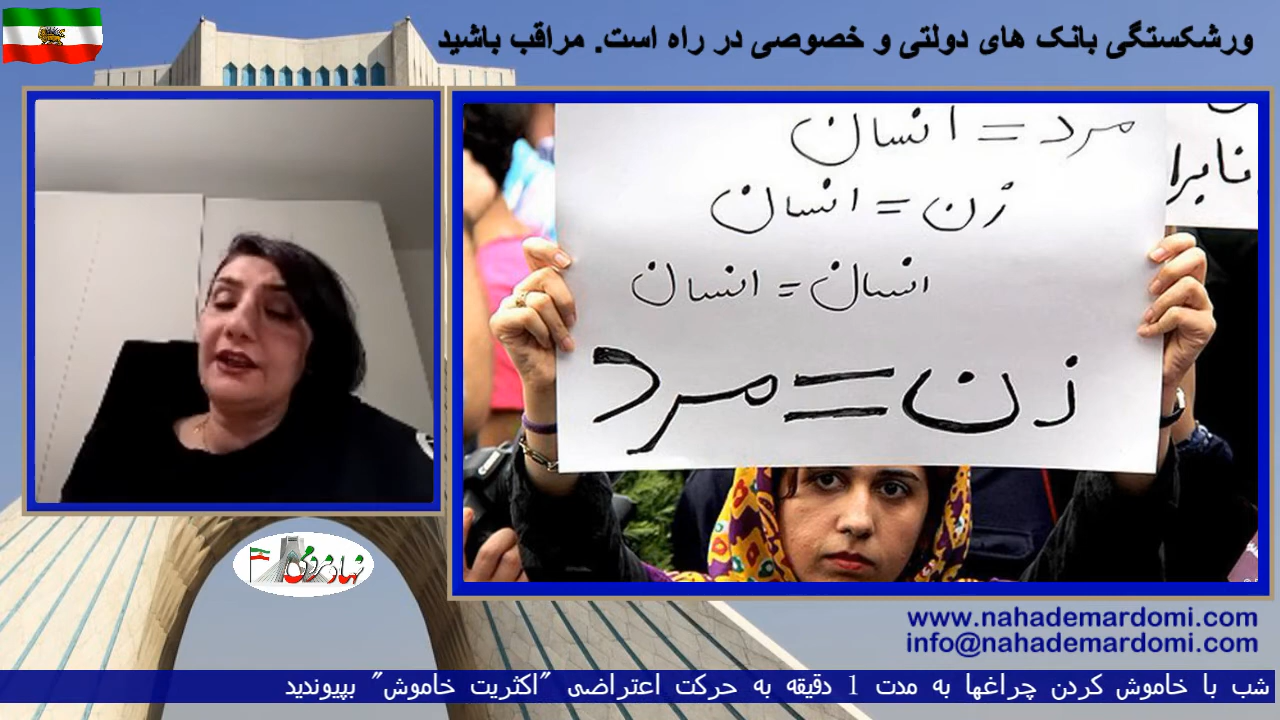 ورشکستگی بانک های دولتی و خصوصی در راه است. مراقب باشید
مرد = انسان
زن = انسان
انسان = انسان
زن = مرد
نابرا
نهاد مردمی
www.nahademardomi.com
info@nahademardomi.com
شب با خاموش کردن چراغها به مدت 1 دقیقه به حرکت اعتراضی "اکثریت خاموش" بپیوندید